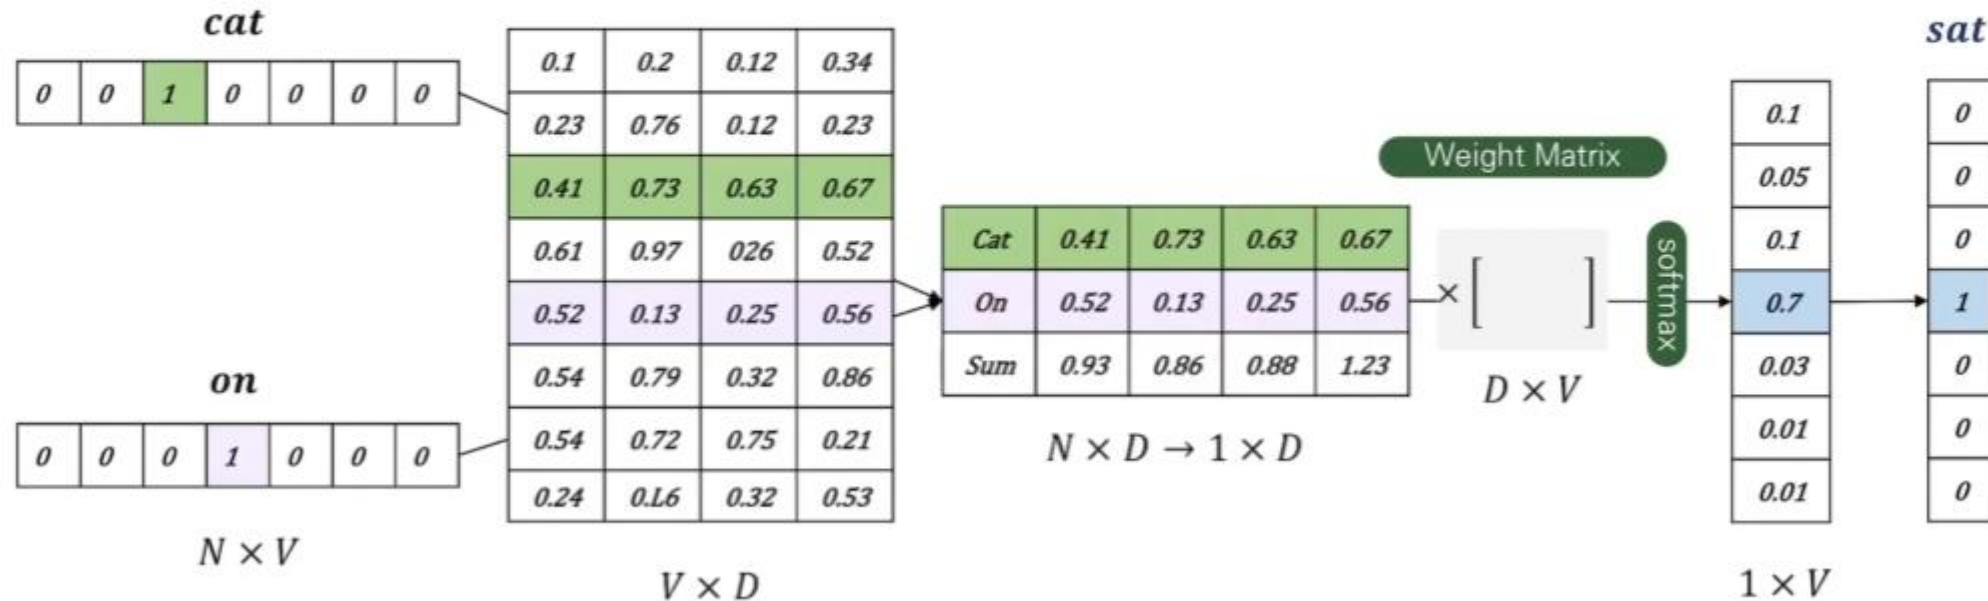 cat
0 0 1 0 0 0 0
on
0 0 0 1 0 0 0
N × V
0.1 0.2 0.12 0.34
0.23 0.76 0.12 0.23
0.41 0.73 0.63 0.67
0.61 0.97 026 0.52
0.52 0.13 0.25 0.56
0.54 0.79 0.32 0.86
0.54 0.72 0.75 0.21
0.24 0.L6 0.32 0.53
V × D
Cat 0.41 0.73 0.63 0.67
On 0.52 0.13 0.25 0.56
Sum 0.93 0.86 0.88 1.23
N × D → 1 × D
Weight Matrix
× [ ]
D × V
softmax
0.1
0.05
0.1
0.7
0.03
0.01
0.01
1 × V
sat
0
0
0
1
0
0
0